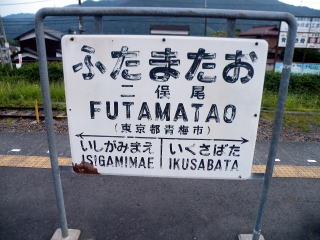 ふたまたお
二俣尾
FUTAMATAO
(東京都青梅市)
いしがみまえ いくさばた
ISIGAMIMAE IKUSABATA